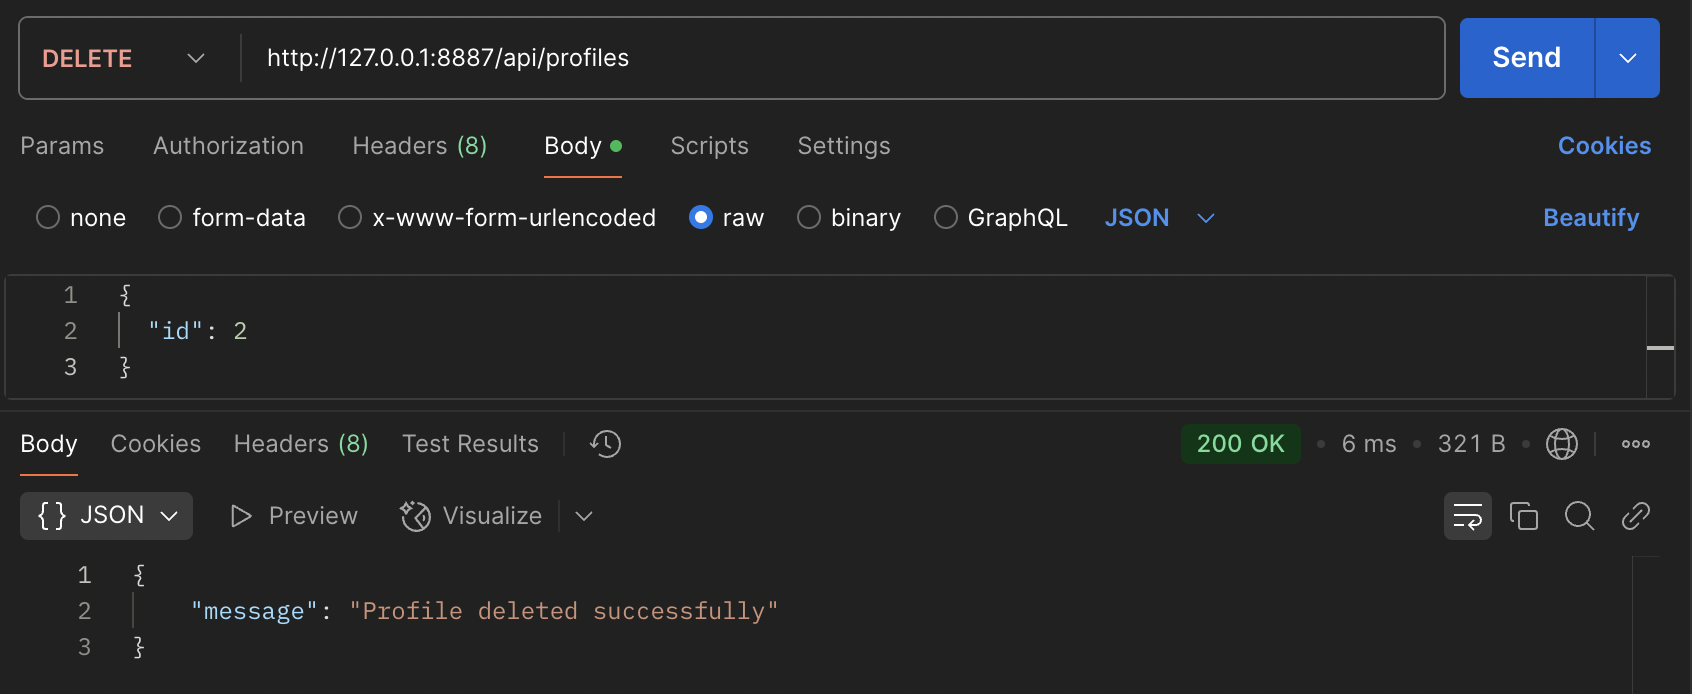 DELETE http://127.0.0.1:8887/api/profiles Send
Params Authorization Headers (8) Body Scripts Settings Cookies
none form-data x-www-form-urlencoded raw binary GraphQL JSON Beautify
1 {
2 "id": 2
3 }
Body Cookies Headers (8) Test Results 200 OK • 6 ms • 321 B •
{} JSON Preview Visualize
1 {
2 "message": "Profile deleted successfully"
3 }